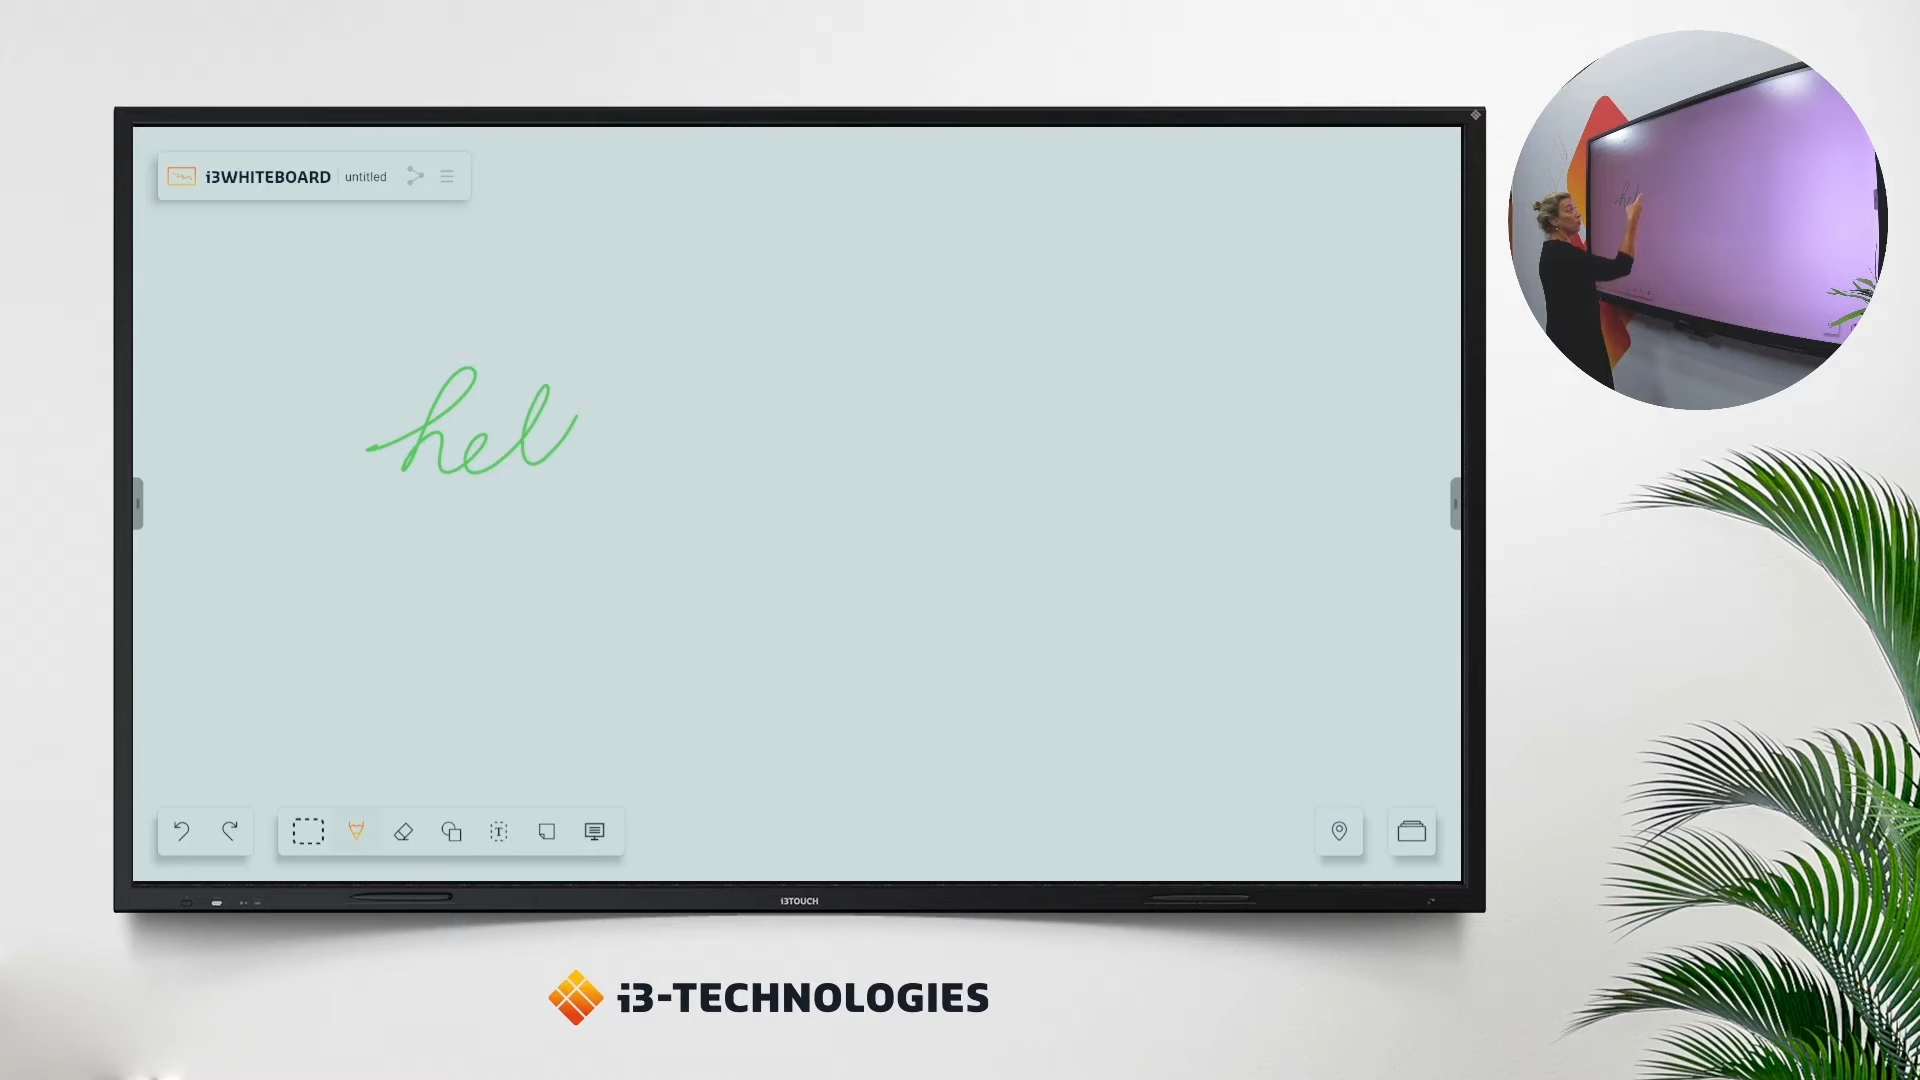 i3WHITEBOARD untitled
hel
T
i3TOUCH
i3-TECHNOLOGIES